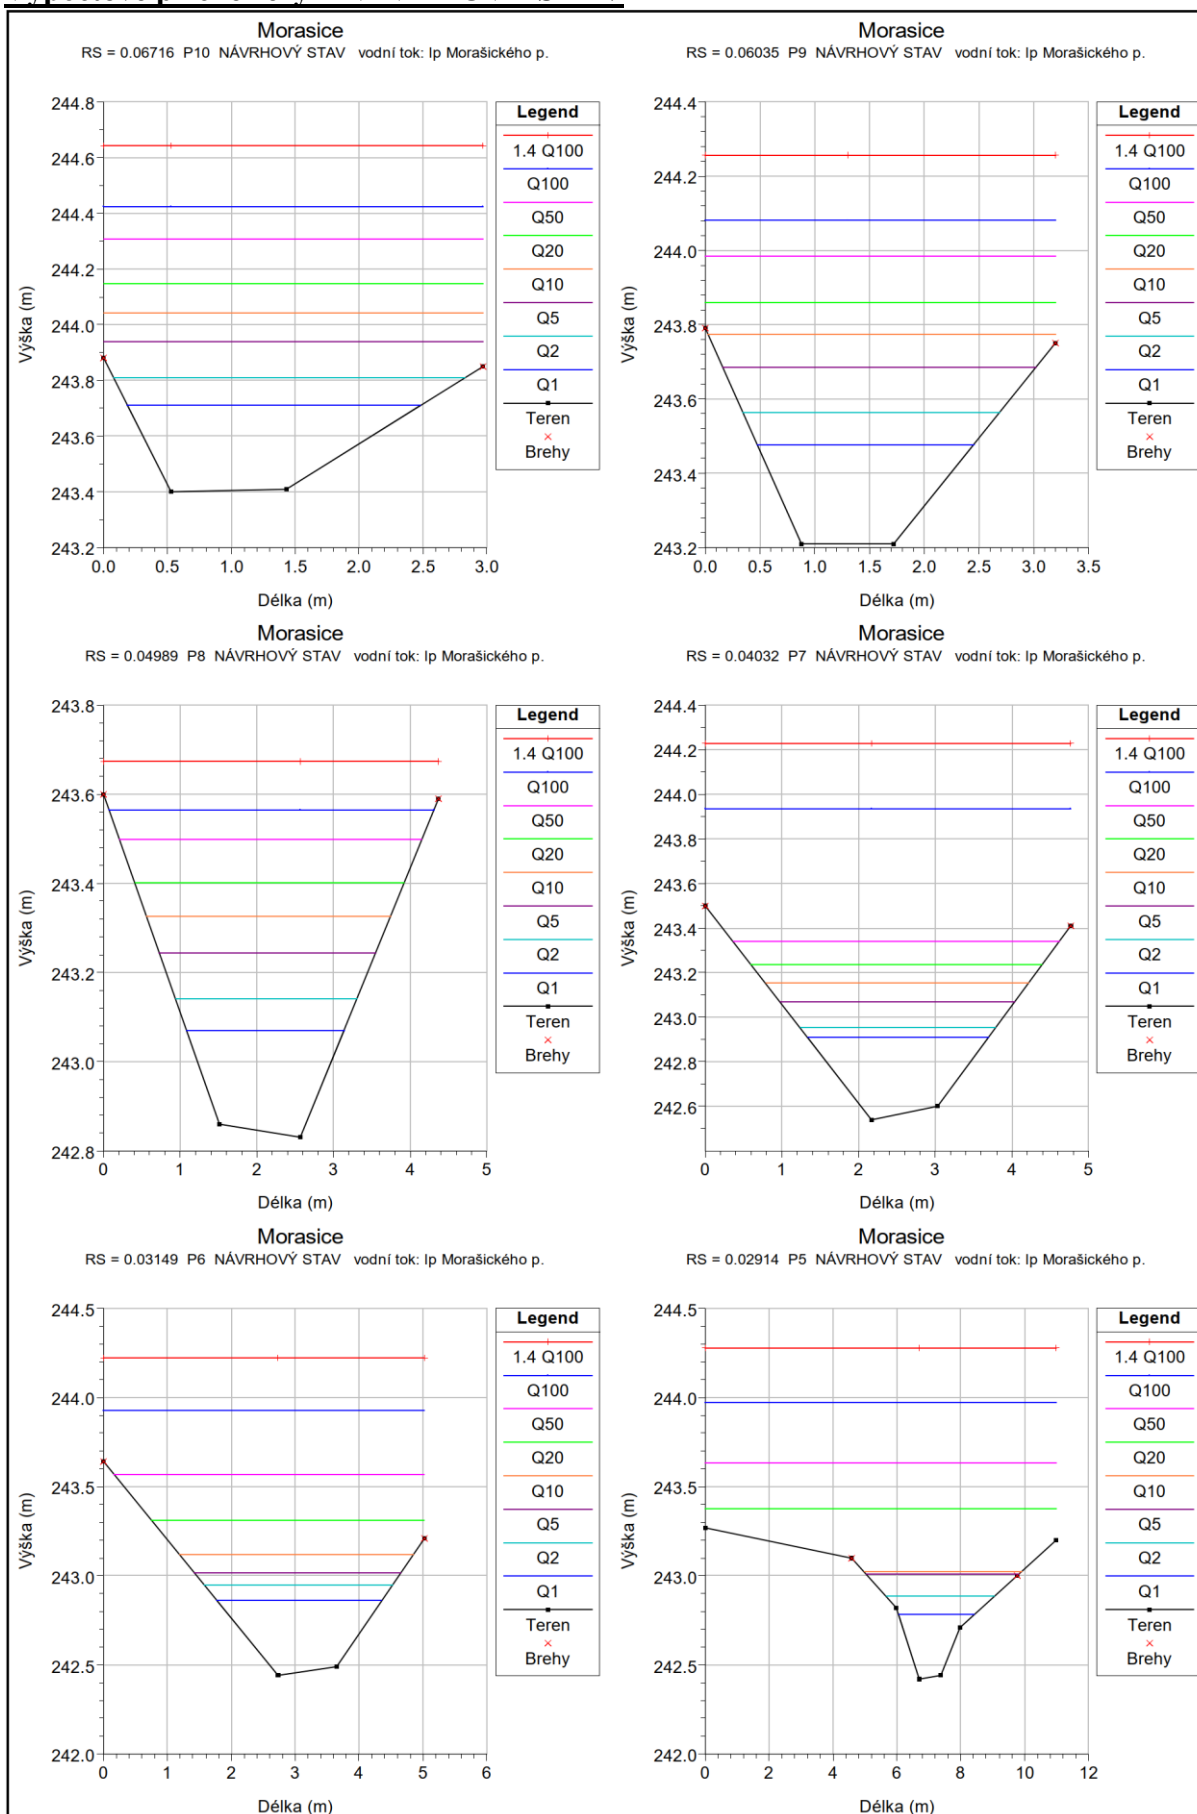 Morasice
RS = 0.06716 P10 NÁVRHOVÝ STAV vodní tok: lp Morašického p.
244.8
244.6
244.4
244.2
244.0
243.8
243.6
243.4
243.2
Výška (m)
0.0 0.5 1.0 1.5 2.0 2.5 3.0
Délka (m)
Legend
1.4 Q100
Q100
Q50
Q20
Q10
Q5
Q2
Q1
Teren
Brehy
Morasice
RS = 0.06035 P9 NÁVRHOVÝ STAV vodní tok: lp Morašického p.
244.4
244.2
244.0
243.8
243.6
243.4
243.2
Výška (m)
0.0 0.5 1.0 1.5 2.0 2.5 3.0 3.5
Délka (m)
Legend
1.4 Q100
Q100
Q50
Q20
Q10
Q5
Q2
Q1
Teren
Brehy
Morasice
RS = 0.04989 P8 NÁVRHOVÝ STAV vodní tok: lp Morašického p.
243.8
243.6
243.4
243.2
243.0
242.8
Výška (m)
0 1 2 3 4 5
Délka (m)
Legend
1.4 Q100
Q100
Q50
Q20
Q10
Q5
Q2
Q1
Teren
Brehy
Morasice
RS = 0.04032 P7 NÁVRHOVÝ STAV vodní tok: lp Morašického p.
244.4
244.2
244.0
243.8
243.6
243.4
243.2
243.0
242.8
242.6
Výška (m)
0 1 2 3 4 5
Délka (m)
Legend
1.4 Q100
Q100
Q50
Q20
Q10
Q5
Q2
Q1
Teren
Brehy
Morasice
RS = 0.03149 P6 NÁVRHOVÝ STAV vodní tok: lp Morašického p.
244.5
244.0
243.5
243.0
242.5
242.0
Výška (m)
0 1 2 3 4 5 6
Délka (m)
Legend
1.4 Q100
Q100
Q50
Q20
Q10
Q5
Q2
Q1
Teren
Brehy
Morasice
RS = 0.02914 P5 NÁVRHOVÝ STAV vodní tok: lp Morašického p.
244.5
244.0
243.5
243.0
242.5
242.0
Výška (m)
0 2 4 6 8 10 12
Délka (m)
Legend
1.4 Q100
Q100
Q50
Q20
Q10
Q5
Q2
Q1
Teren
Brehy